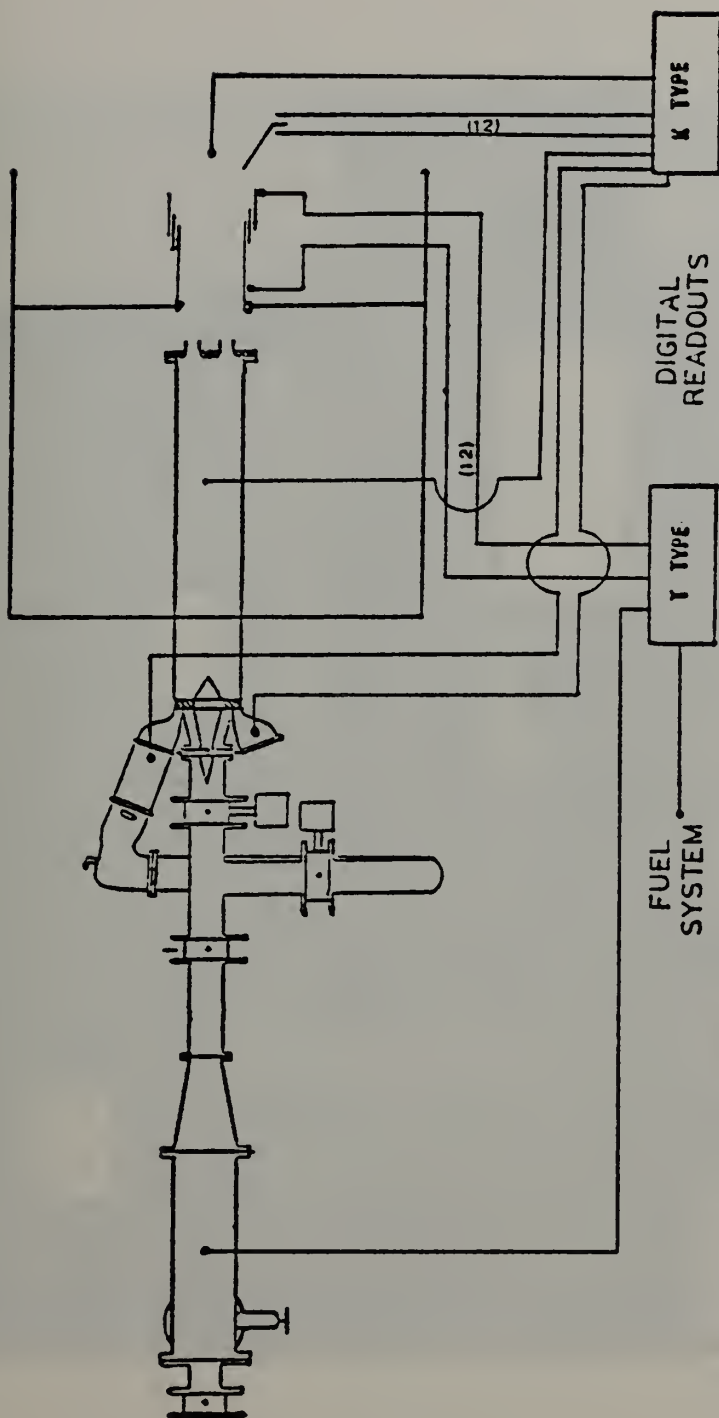 (12)
K TYPE
(12)
DIGITAL
READOUTS
T TYPE
FUEL
SYSTEM